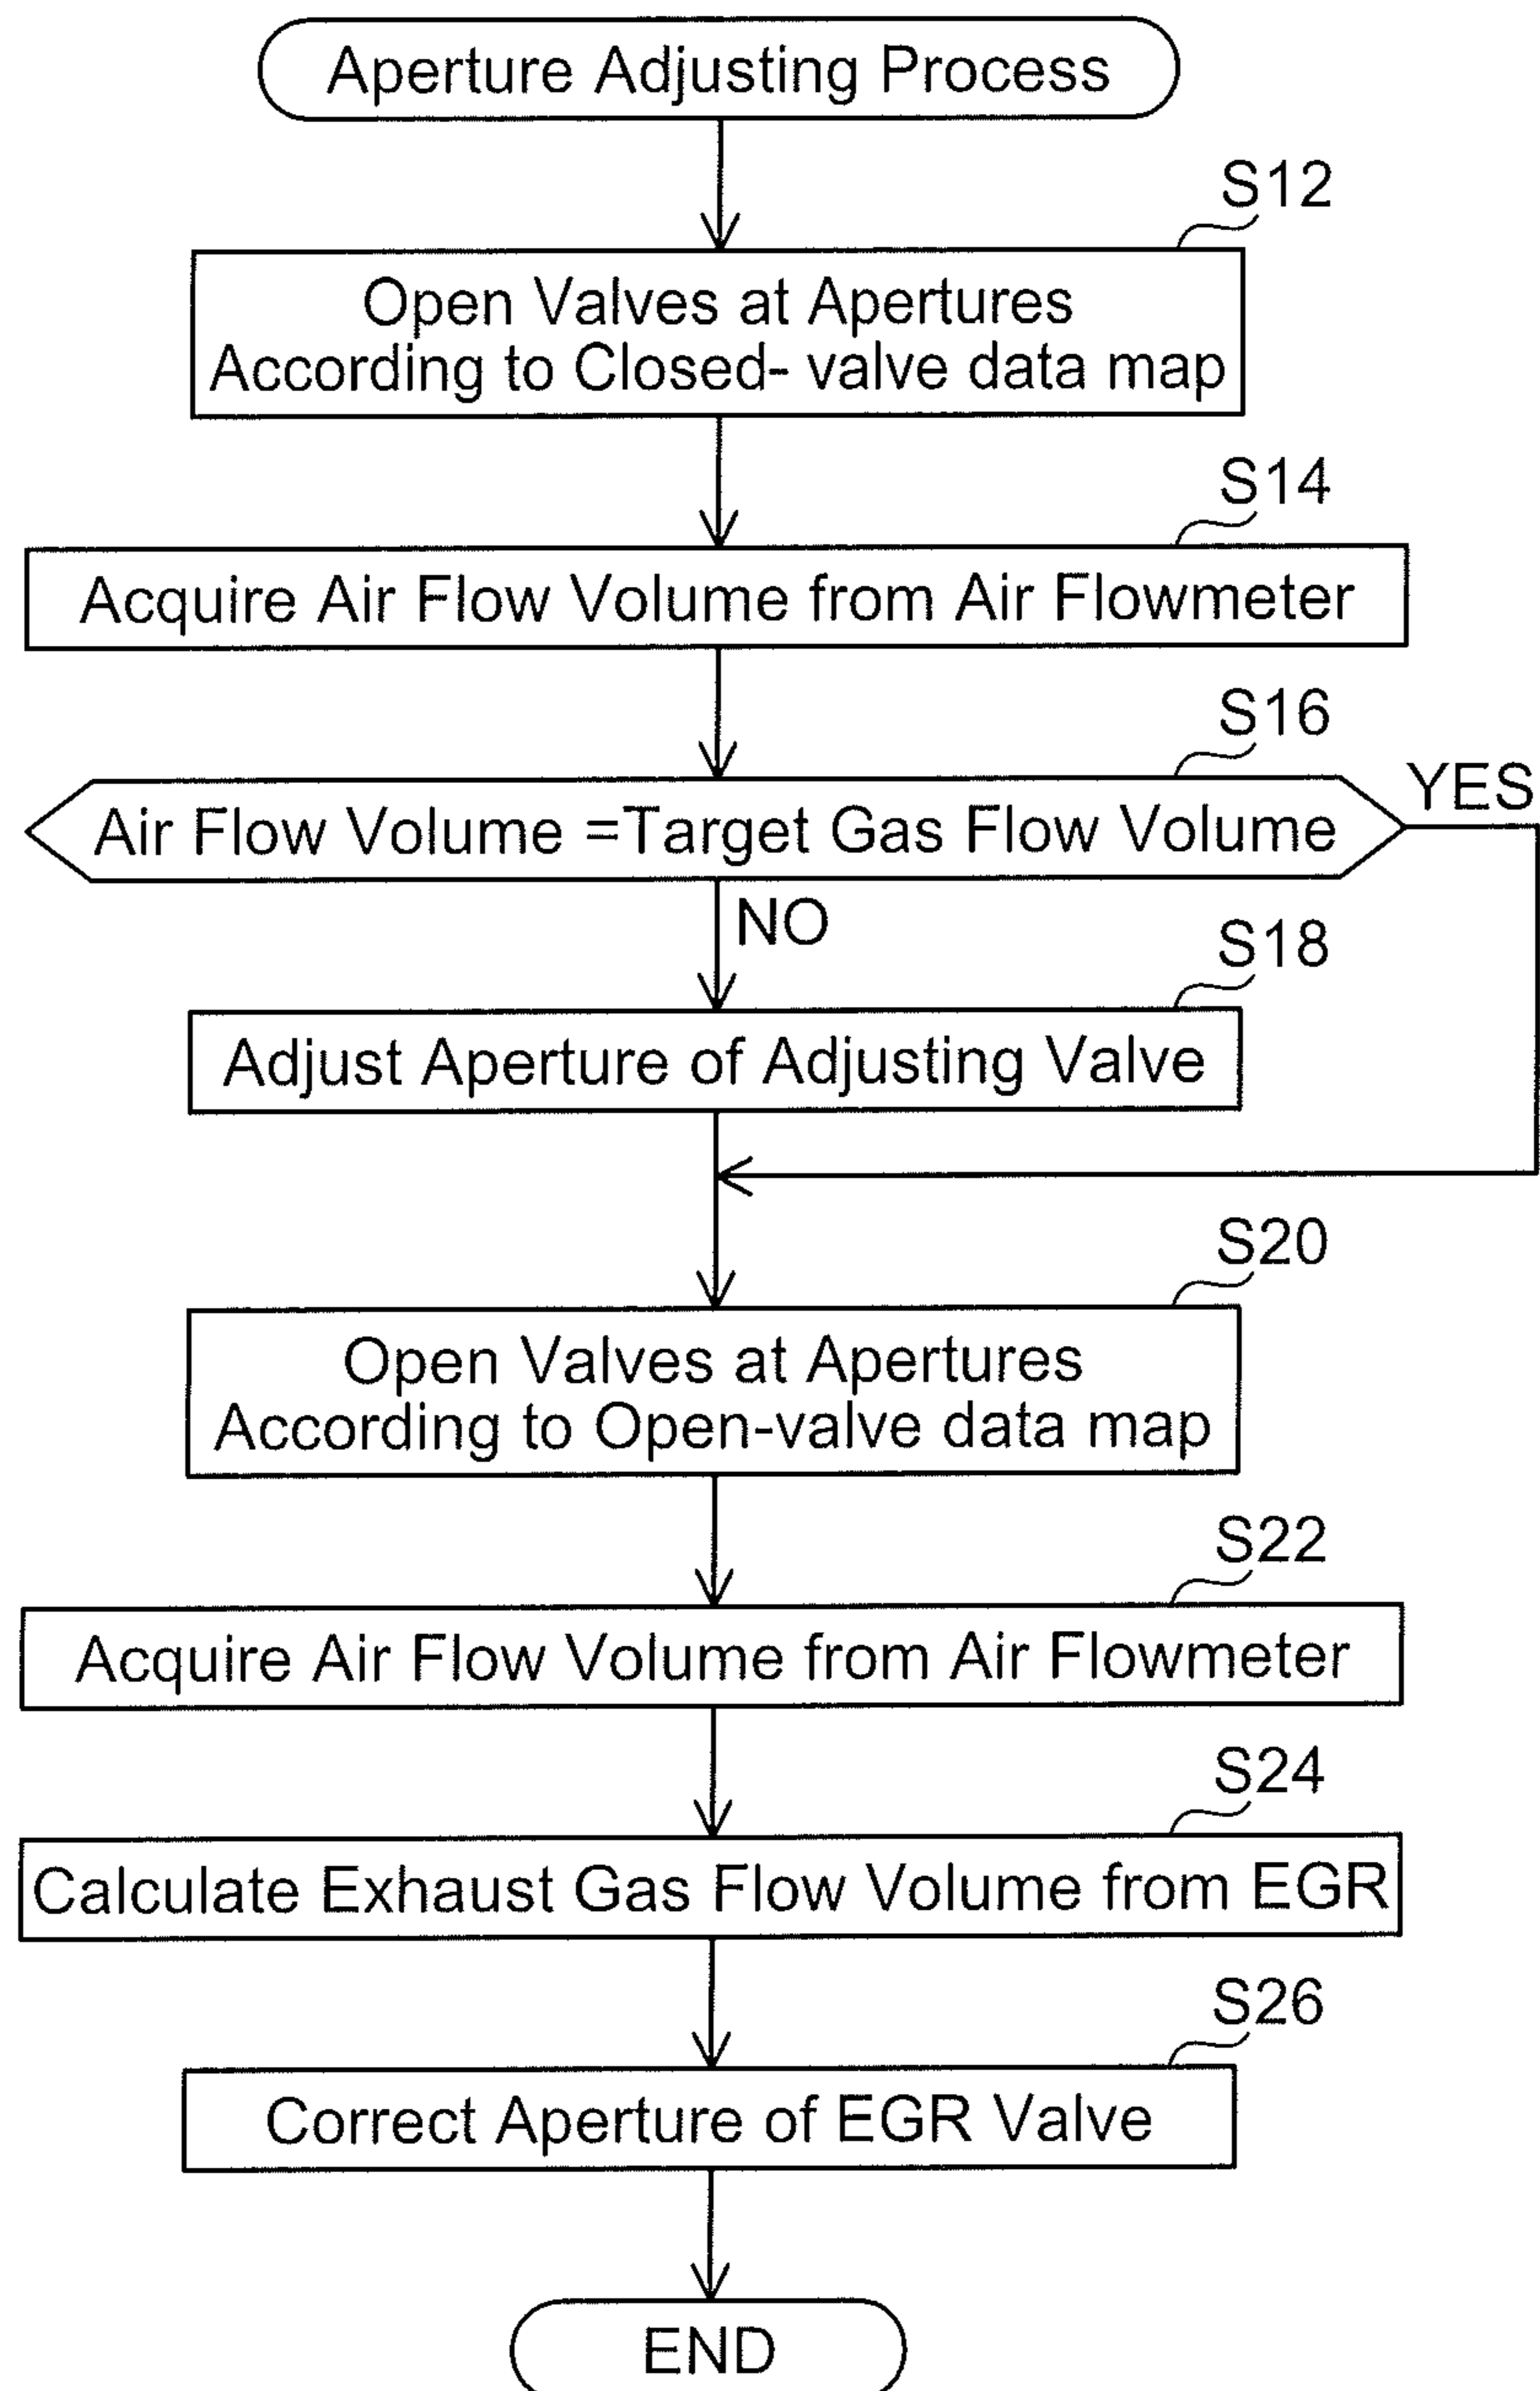 Aperture Adjusting Process
S12
Open Valves at Apertures
According to Closed- valve data map
S14
Acquire Air Flow Volume from Air Flowmeter
S16
Air Flow Volume =Target Gas Flow Volume
YES
NO
S18
Adjust Aperture of Adjusting Valve
S20
Open Valves at Apertures
According to Open-valve data map
S22
Acquire Air Flow Volume from Air Flowmeter
S24
Calculate Exhaust Gas Flow Volume from EGR
S26
Correct Aperture of EGR Valve
END